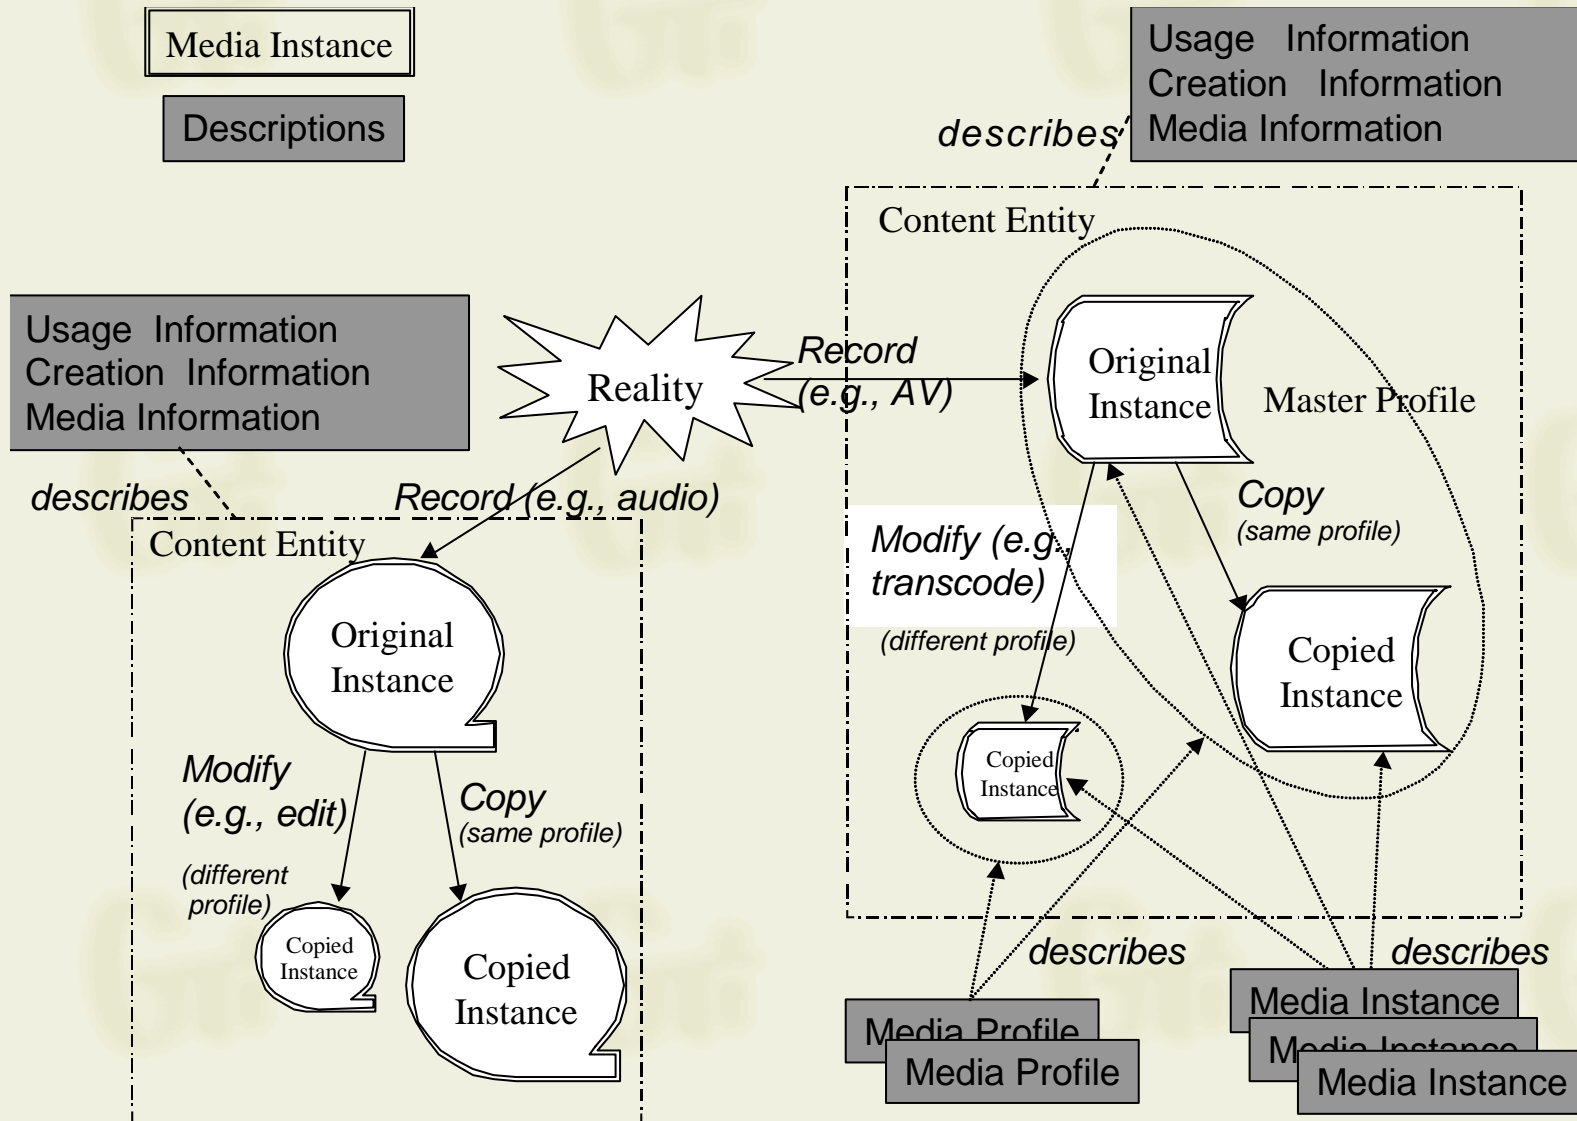 Media Instance
Descriptions
Usage Information
Creation Information
Media Information
describes
Content Entity
Usage Information
Creation Information
Media Information
describes
Reality
Record
(e.g., AV)
Original
Instance
Master Profile
Record (e.g., audio)
Content Entity
Original
Instance
Modify
(e.g., edit)
(different
profile)
Copy
(same profile)
Copied
Instance
Copied
Instance
Modify (e.g.,
transcode)
(different profile)
Copy
(same profile)
Copied
Instance
Copied
Instance
describes
describes
Media Profile
Media Profile
Media Instance
Media Instance
Media Instance